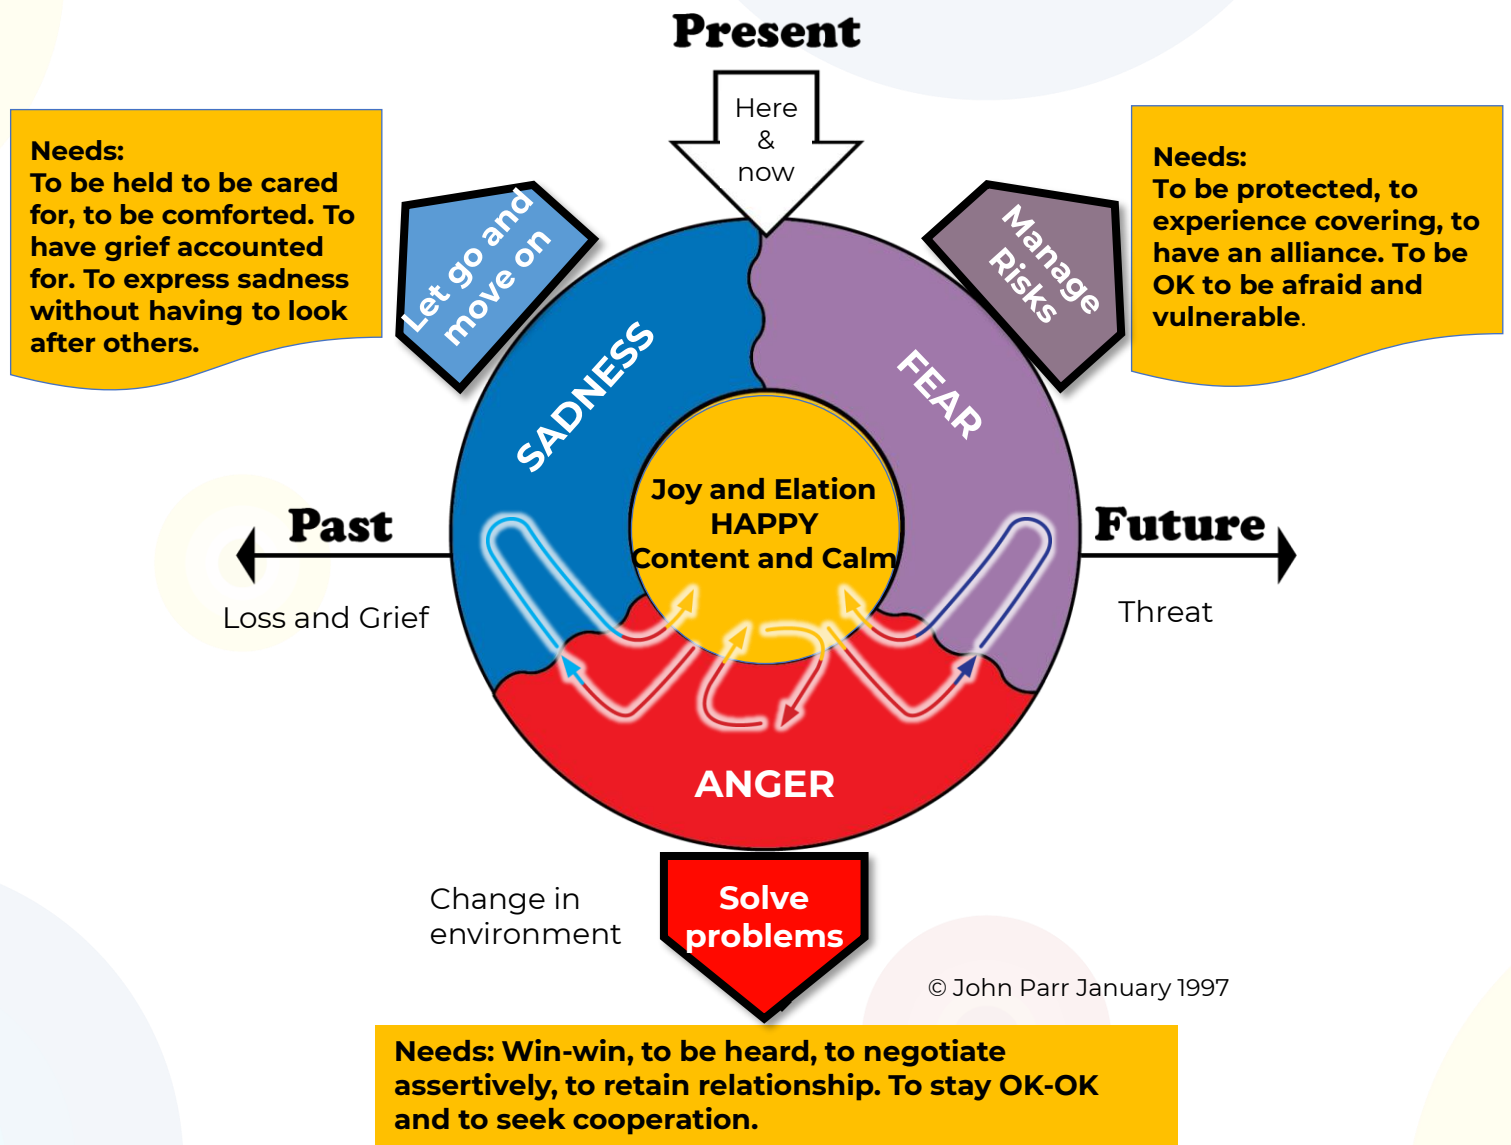 Present
Here
&
now
Needs:
To be held to be cared
for, to be comforted. To
have grief accounted
for. To express sadness
without having to look
after others.
Let go and
move on
Manage
Risks
Needs:
To be protected, to
experience covering, to
have an alliance. To be
OK to be afraid and
vulnerable.
SADNESS
FEAR
Joy and Elation
HAPPY
Content and Calm
Past
Loss and Grief
Future
Threat
ANGER
Change in
environment
Solve
problems
© John Parr January 1997
Needs: Win-win, to be heard, to negotiate
assertively, to retain relationship. To stay OK-OK
and to seek cooperation.